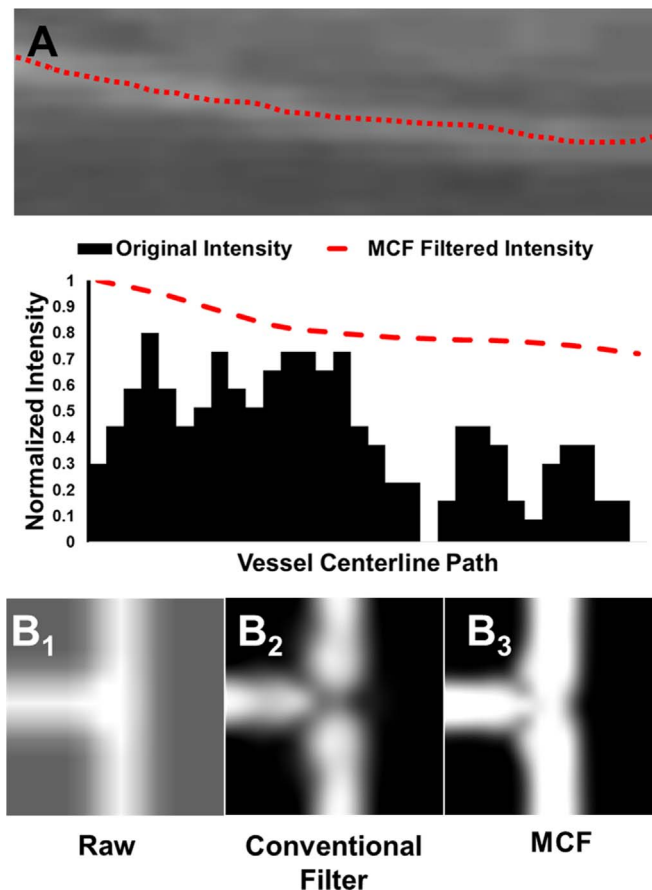 A
Original Intensity MCF Filtered Intensity
Normalized Intensity
1
0.9
0.8
0.7
0.6
0.5
0.4
0.3
0.2
0.1
0
Vessel Centerline Path
B1 B2 B3
Raw Conventional Filter MCF